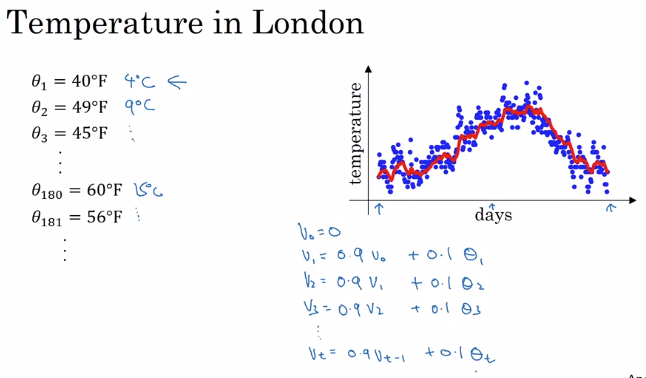 Temperature in London
θ₁ = 40°F 4°C ←
θ₂ = 49°F 9°C
θ₃ = 45°F ⋮
⋮
θ₁₈₀ = 60°F 15°C
θ₁₈₁ = 56°F ⋮
⋮
temperature
days
V₀ = 0
V₁ = 0.9 V₀ + 0.1 θ₁
V₂ = 0.9 V₁ + 0.1 θ₂
V₃ = 0.9 V₂ + 0.1 θ₃
⋮
Vₜ = 0.9 Vₜ₋₁ + 0.1 θₜ